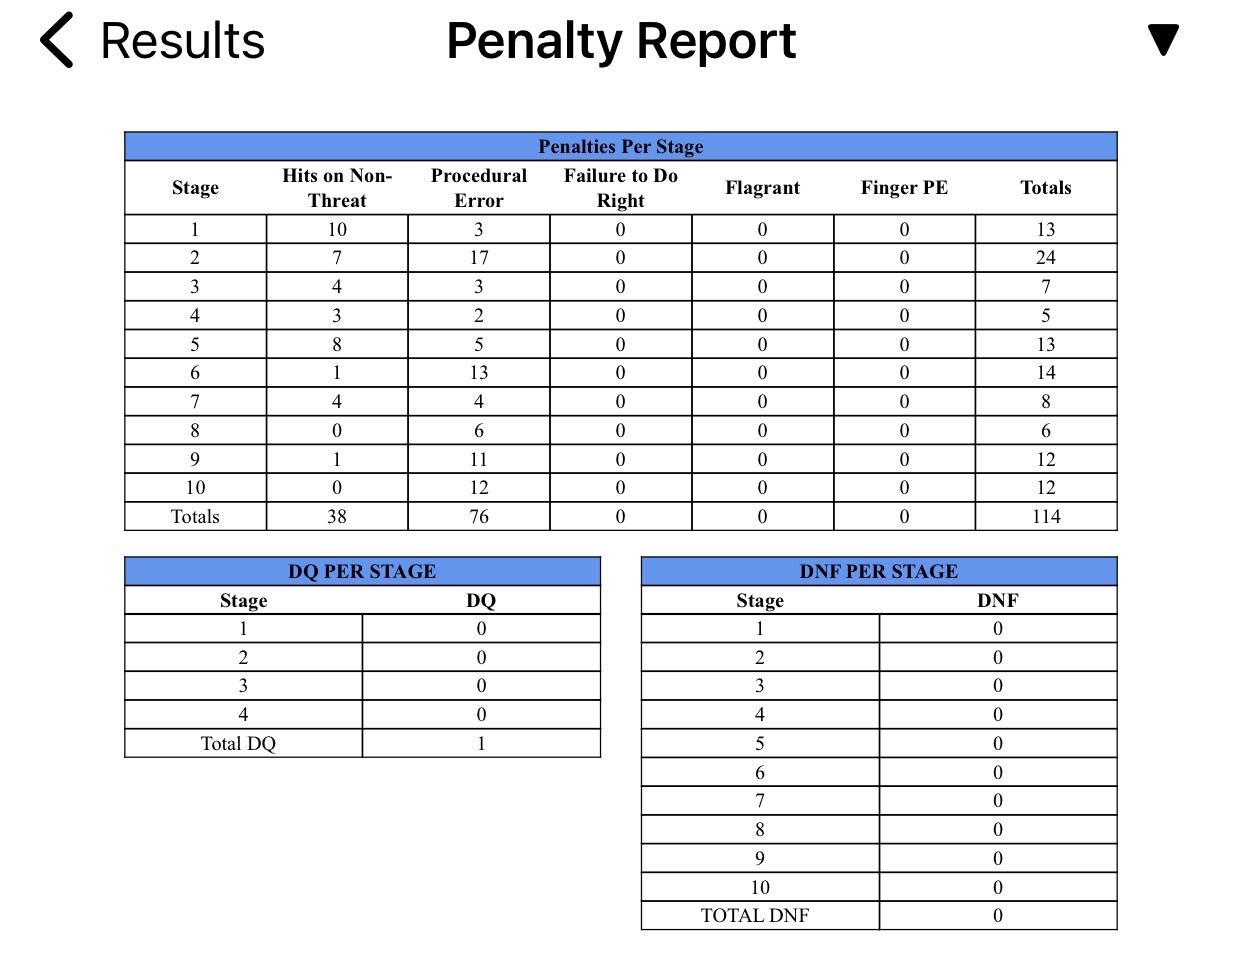 Results Penalty Report
Penalties Per Stage
Stage Hits on Non-Threat Procedural Error Failure to Do Right Flagrant Finger PE Totals
1 10 3 0 0 0 13
2 7 17 0 0 0 24
3 4 3 0 0 0 7
4 3 2 0 0 0 5
5 8 5 0 0 0 13
6 1 13 0 0 0 14
7 4 4 0 0 0 8
8 0 6 0 0 0 6
9 1 11 0 0 0 12
10 0 12 0 0 0 12
Totals 38 76 0 0 0 114
DQ PER STAGE
Stage DQ
1 0
2 0
3 0
4 0
Total DQ 1
DNF PER STAGE
Stage DNF
1 0
2 0
3 0
4 0
5 0
6 0
7 0
8 0
9 0
10 0
TOTAL DNF 0